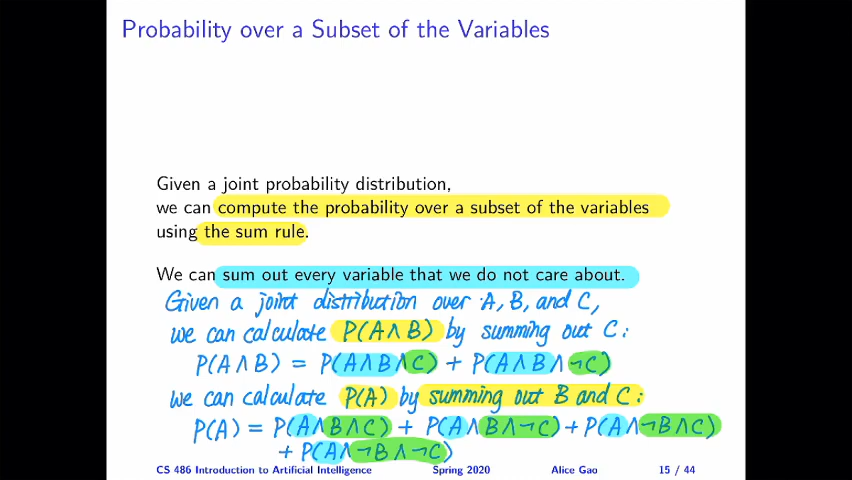 Probability over a Subset of the Variables
Given a joint probability distribution,
we can compute the probability over a subset of the variables
using the sum rule.
We can sum out every variable that we do not care about.
Given a joint distribution over A, B, and C,
we can calculate P(A∧B) by summing out C:
P(A∧B) = P(A∧B∧C) + P(A∧B∧¬C)
we can calculate P(A) by summing out B and C:
P(A) = P(A∧B∧C) + P(A∧B∧¬C) + P(A∧¬B∧C)
+ P(A∧¬B∧¬C)
CS 486 Introduction to Artificial Intelligence Spring 2020 Alice Gao 15 / 44